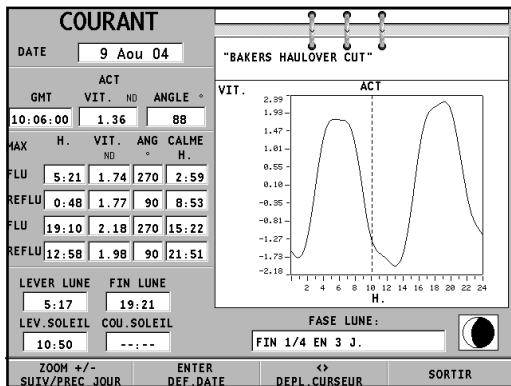 COURANT
DATE 9 Aou 04
ACT
GMT VIT. ND ANGLE °
10:06:00 1.36 88
MAX H. VIT. ND ANG ° CALME H.
FLU 5:21 1.74 270 2:59
REFLU 0:48 1.77 90 8:53
FLU 19:10 2.18 270 15:22
REFLU 12:58 1.98 90 21:51
LEVER LUNE FIN LUNE
5:17 19:21
LEV.SOLEIL COU.SOLEIL
10:50 --:--
"BAKERS HAULOVER CUT"
VIT. ACT
2.39
1.93
1.47
1.01
0.55
0.10
-0.35
-0.81
-1.27
-1.73
-2.18
2 4 6 8 10 12 14 16 18 20 22 24
H.
FASE LUNE:
FIN 1/4 EN 3 J.
ZOOM +/- ENTER <> SORTIR
SUIV/PREC JOUR DEF.DATE DEPL.CURSEUR